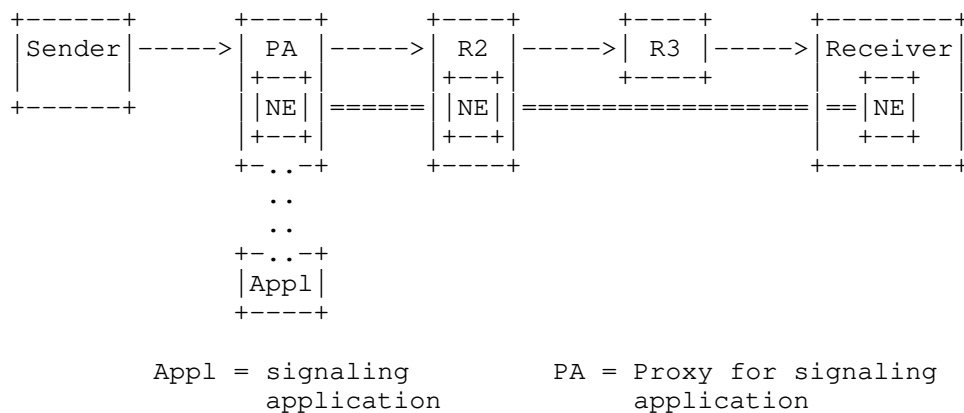 +------+      +----+      +----+      +----+      +--------+
|Sender|----->| PA |----->| R2 |----->| R3 |----->|Receiver|
|      |      |+--+|      |+--+|      +----+      |  +--+  |
+------+      ||NE||======||NE||==================|==|NE|  |
              |+--+|      |+--+|                  |  +--+  |
              +-..-+      +----+                  +--------+
                ..
                ..
              +-..-+
              |Appl|
              +----+
Appl = signaling       PA = Proxy for signaling
       application          application